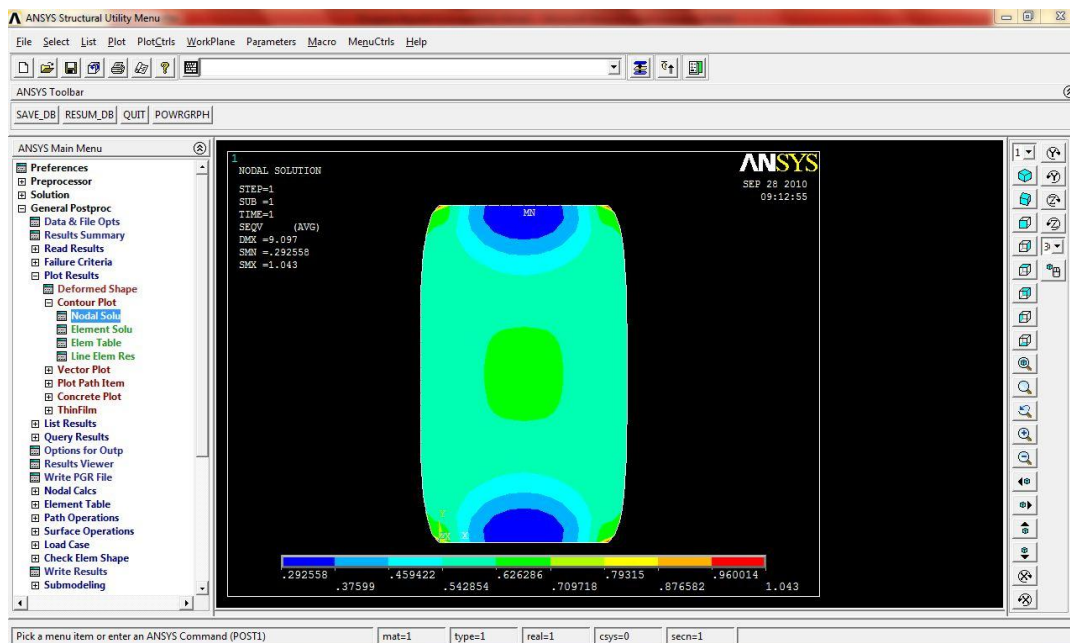 ANSYS Structural Utility Menu
File Select List Plot PlotCtrls WorkPlane Parameters Macro MenuCtrls Help
ANSYS Toolbar
SAVE_DB RESUM_DB QUIT POWRGRPH
ANSYS Main Menu
Preferences
Preprocessor
Solution
General Postproc
Data & File Opts
Results Summary
Read Results
Failure Criteria
Plot Results
Deformed Shape
Contour Plot
Nodal Solu
Element Solu
Elem Table
Line Elem Res
Vector Plot
Plot Path Item
Concrete Plot
ThinFilm
List Results
Query Results
Options for Outp
Results Viewer
Write PGR File
Nodal Calcs
Element Table
Path Operations
Surface Operations
Load Case
Check Elem Shape
Write Results
Submodeling
1
NODAL SOLUTION
STEP=1
SUB =1
TIME=1
SEQV (AVG)
DMX =9.097
SMN =.292558
SMX =1.043
ANSYS
SEP 28 2010
09:12:55
MN
Y
X
.292558 .459422 .626286 .79315 .960014
.37599 .542854 .709718 .876582 1.043
1
Pick a menu item or enter an ANSYS Command (POST1) mat=1 type=1 real=1 csys=0 secn=1